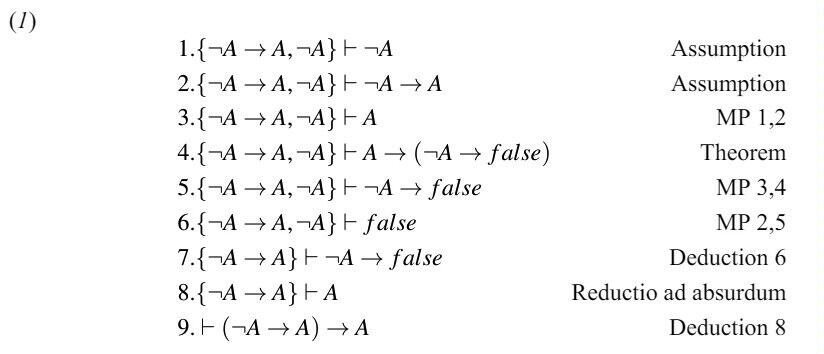 (1)
1.{¬A → A, ¬A} ⊢ ¬A Assumption
2.{¬A → A, ¬A} ⊢ ¬A → A Assumption
3.{¬A → A, ¬A} ⊢ A MP 1,2
4.{¬A → A, ¬A} ⊢ A → (¬A → false) Theorem
5.{¬A → A, ¬A} ⊢ ¬A → false MP 3,4
6.{¬A → A, ¬A} ⊢ false MP 2,5
7.{¬A → A} ⊢ ¬A → false Deduction 6
8.{¬A → A} ⊢ A Reductio ad absurdum
9. ⊢ (¬A → A) → A Deduction 8